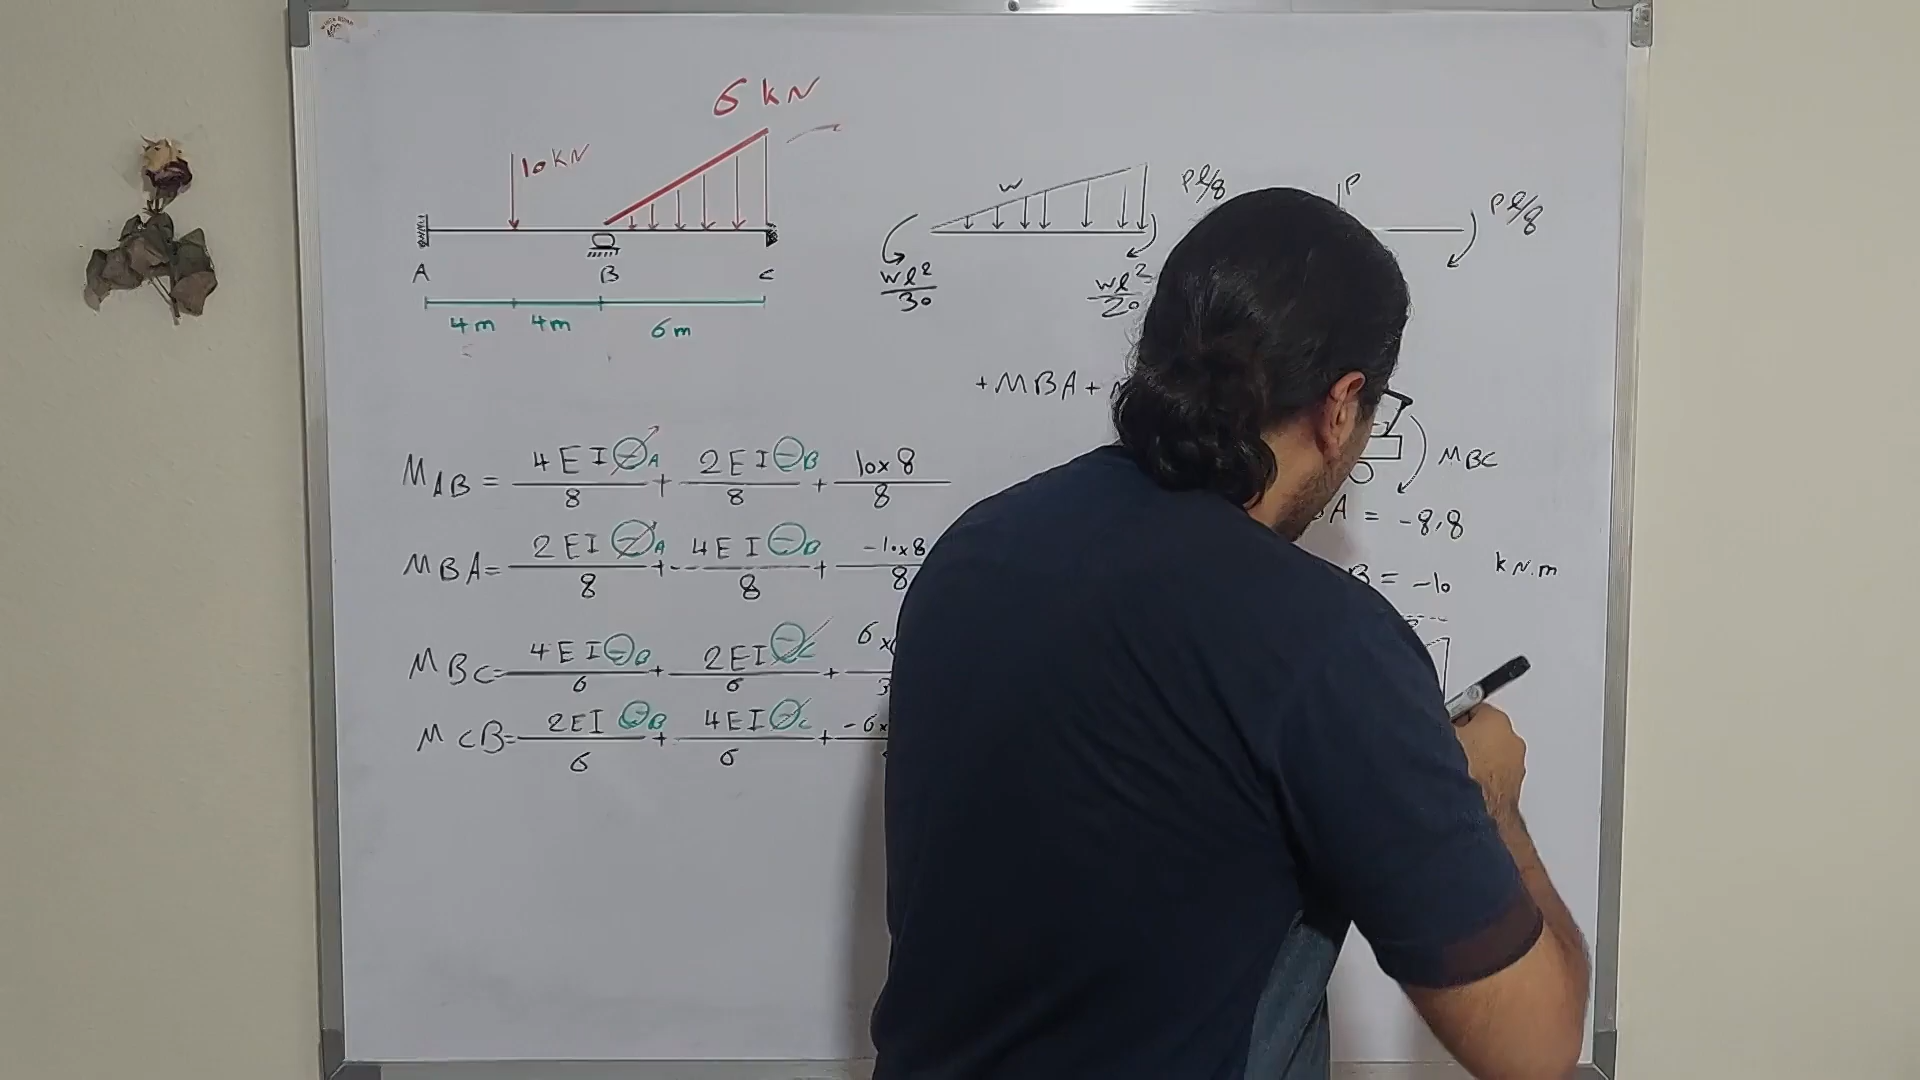 6 kN
10 kN
A B C
4m 4m 6m
w
wl²/30
wl²/20
Pl/8 P Pl/8
+MBA+
MBC
A = -8,8
kN.m
B = -10
MAB = 4EIθA/8 + 2EIθB/8 + 10x8/8
MBA = 2EIθA/8 + 4EIθB/8 + -10x8/8
MBC = 4EIθB/6 + 2EIθC/6 + 6x
MCB = 2EIθB/6 + 4EIθC/6 + -6x